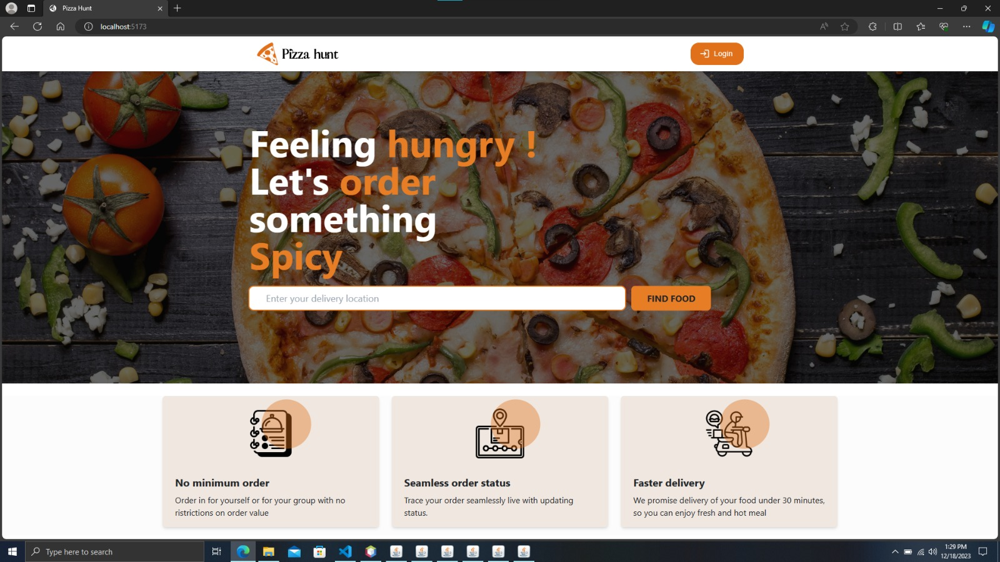 Pizza Hunt
localhost:5173
Pizza hunt
Login
Feeling hungry !
Let's order
something
Spicy
Enter your delivery location
FIND FOOD
No minimum order
Order in for yourself or for your group with no
ristrictions on order value
Seamless order status
Trace your order seamlessly live with updating
status.
Faster delivery
We promise delivery of your food under 30 minutes,
so you can enjoy fresh and hot meal
Type here to search
1:29 PM
12/18/2023